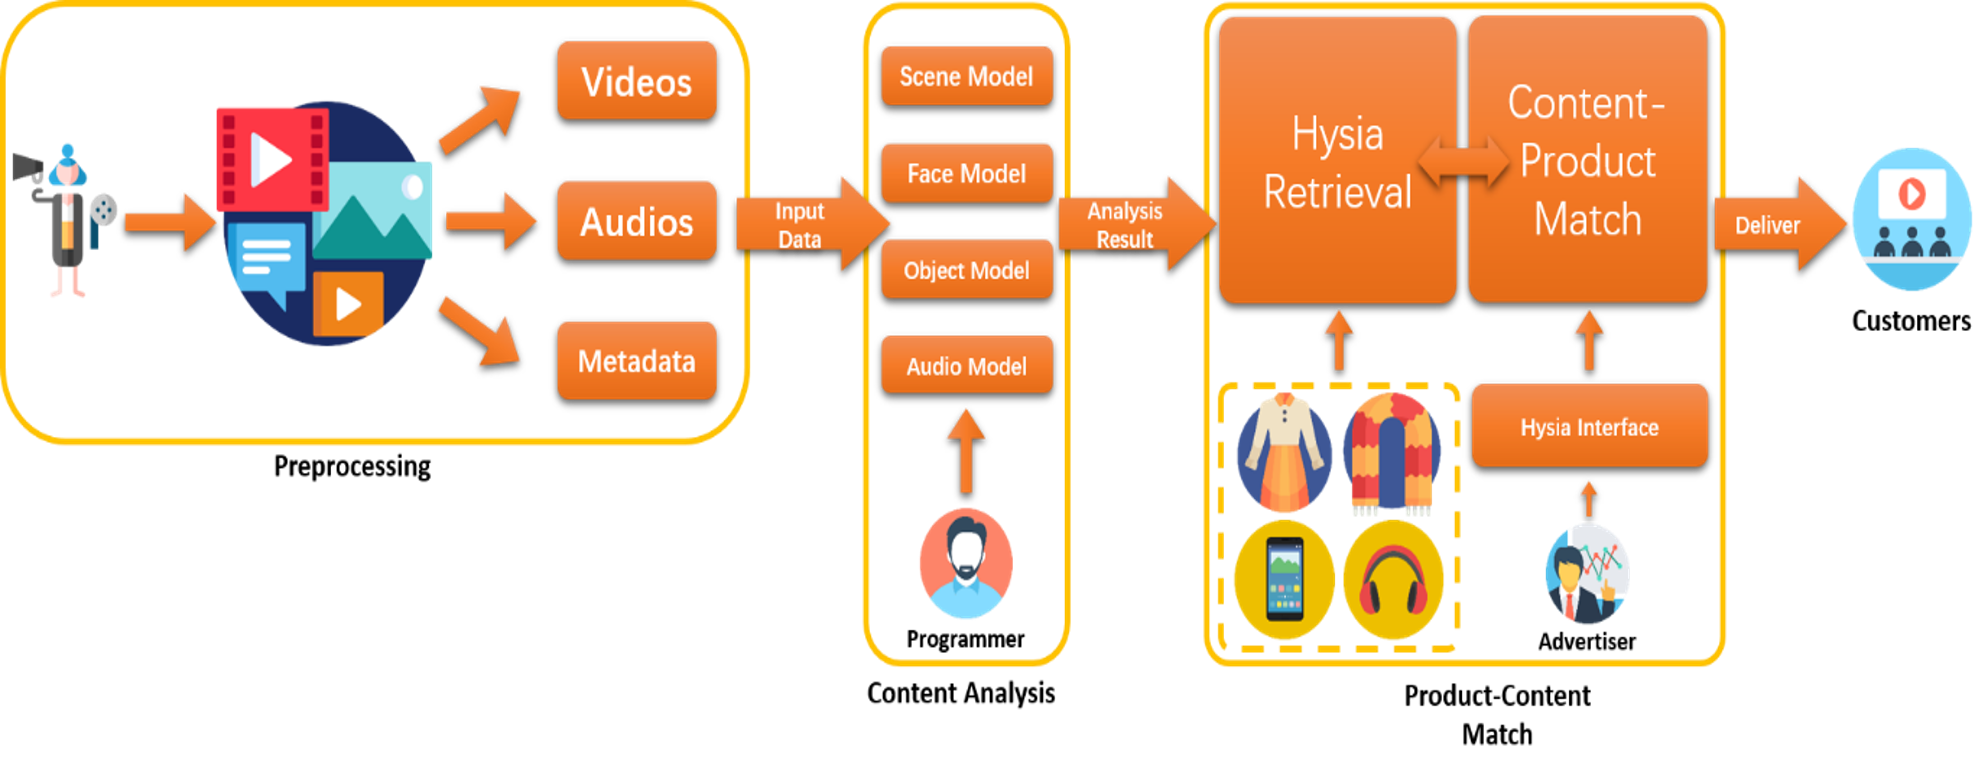 Videos
Audios
Metadata
Preprocessing
Input
Data
Scene Model
Face Model
Object Model
Audio Model
Programmer
Content Analysis
Analysis
Result
Hysia
Retrieval
Content-
Product
Match
Hysia Interface
Advertiser
Product-Content
Match
Deliver
Customers